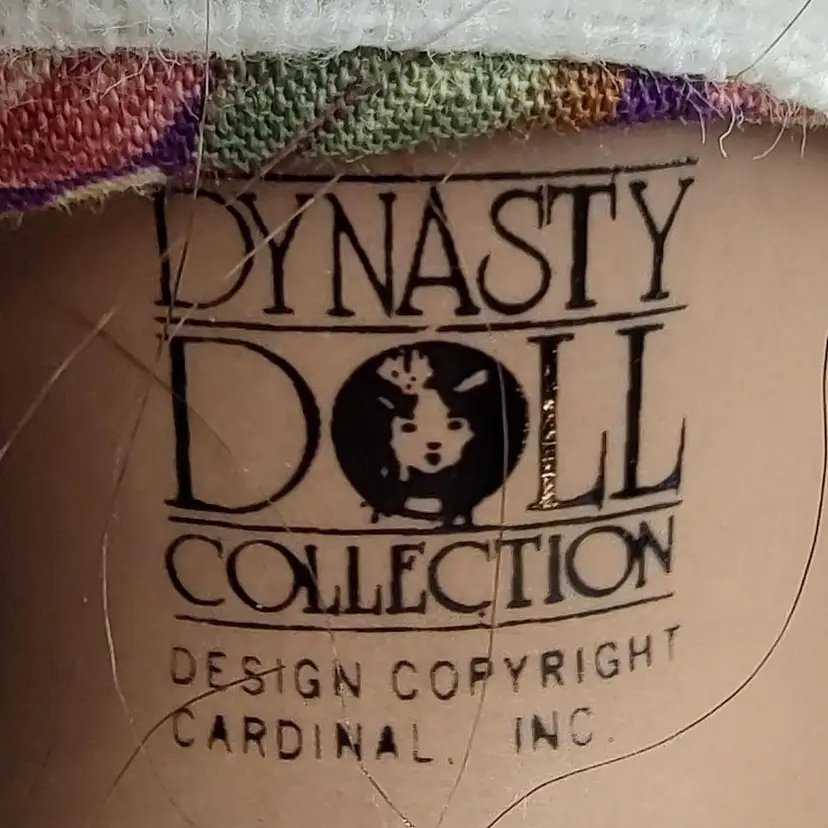 DYNASTY
DOLL
COLLECTION
DESIGN COPYRIGHT
CARDINAL, INC.